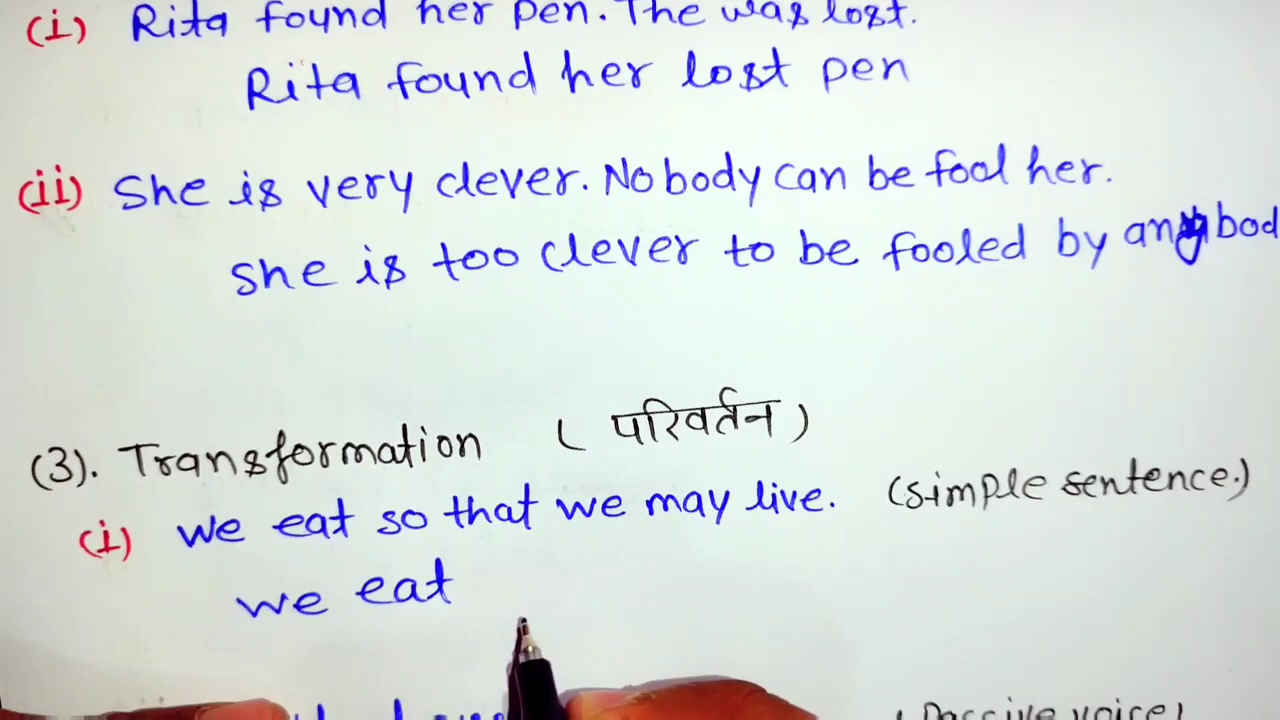 (i) Rita found her pen. The was lost.
Rita found her lost pen
(ii) She is very clever. Nobody can be fool her.
she is too clever to be fooled by anybod
(3). Transformation ( परिवर्तन )
(i) we eat so that we may live. (simple sentence.)
we eat
(Passive voice)